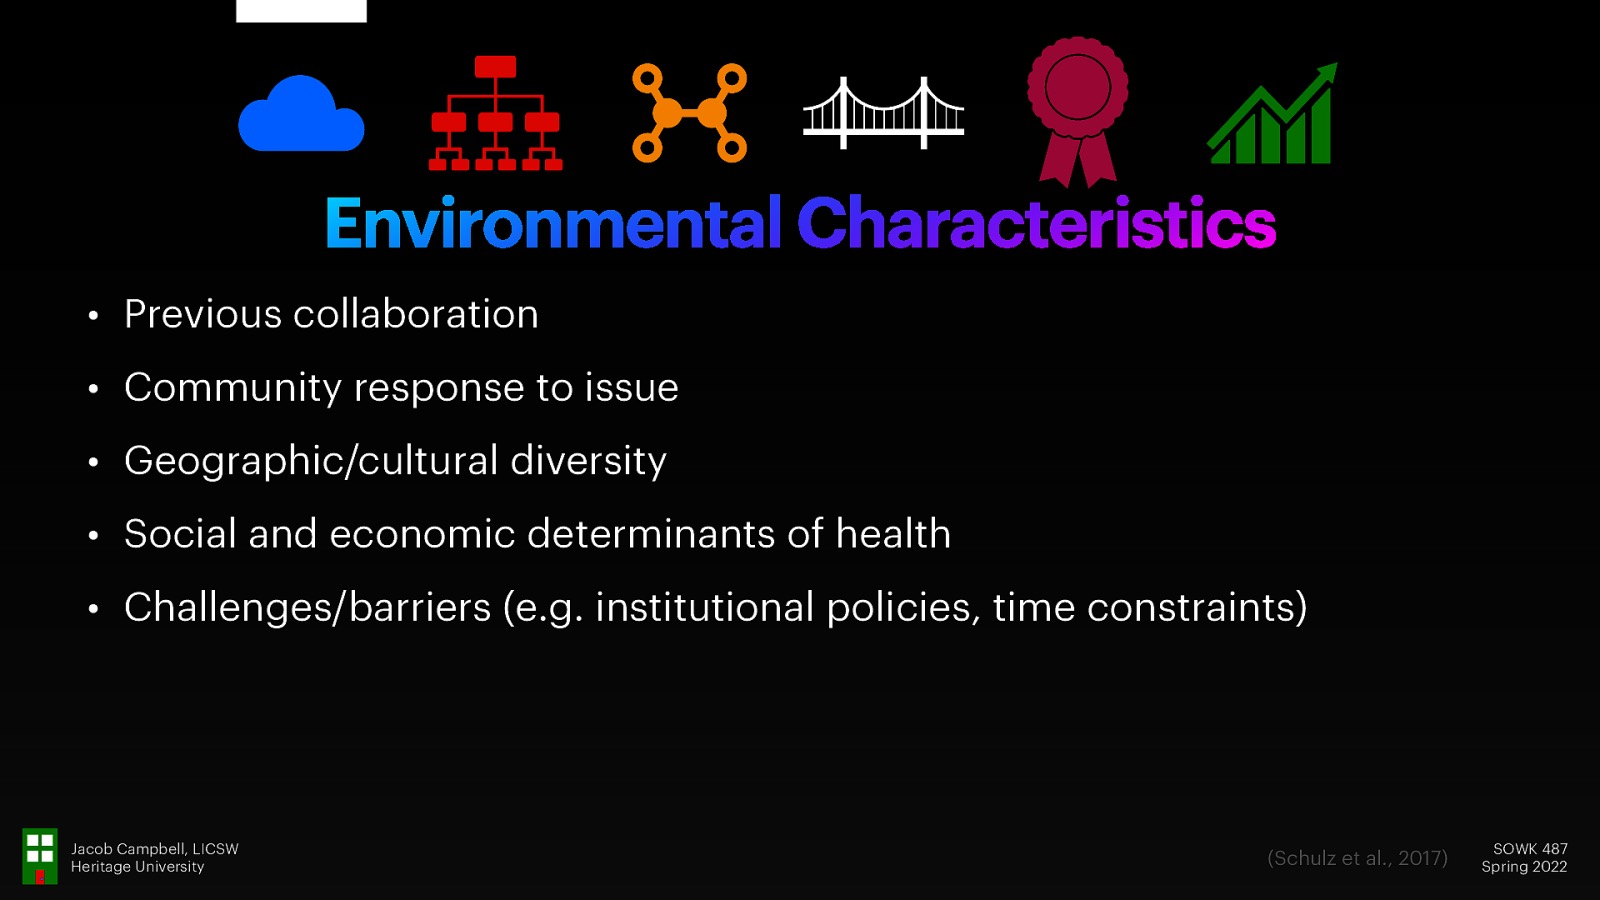 Environmental Characteristics
• Previous collaboration
• Community response to issue
• Geographic/cultural diversity
• Social and economic determinants of health
• Challenges/barriers (e.g. institutional policies, time constraints)
Jacob Campbell, LICSW
Heritage University
(Schulz et al., 2017)
SOWK 487
Spring 2022